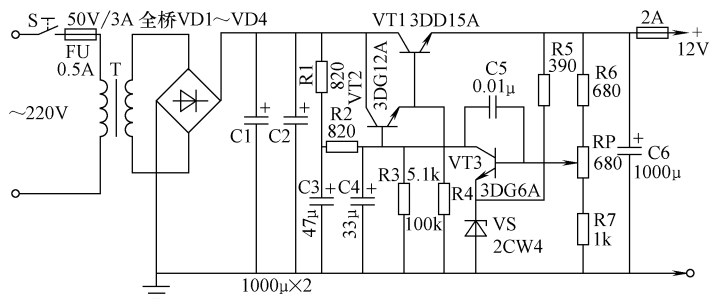 S 50V/3A 全桥VD1～VD4 VT1 3DD15A 2A
FU
0.5A
T
～220V
+
12V
R1
820
VT2
3DG12A
R2
820
C1
C2
C3
47μ
C4
33μ
R3 5.1k
R4
100k
C5
0.01μ
VT3
3DG6A
VS
2CW4
R5
390
R6
680
RP
680
R7
1k
C6
1000μ
1000μ×2